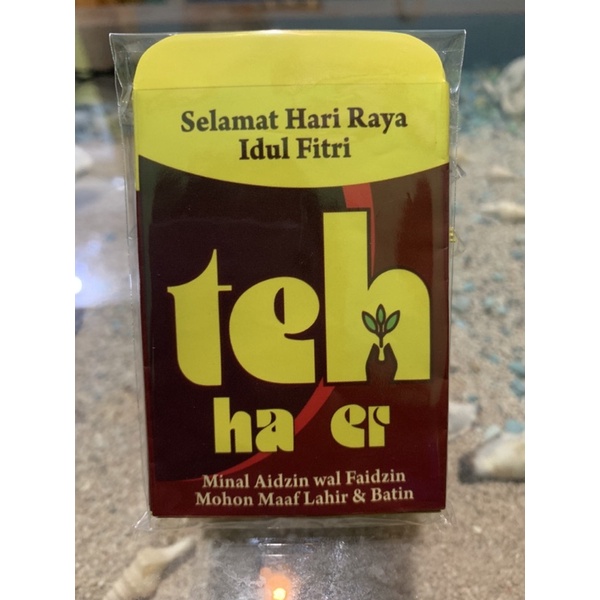 Selamat Hari Raya
Idul Fitri
teh
ha er
Minal Aidzin wal Faidzin
Mohon Maaf Lahir & Batin